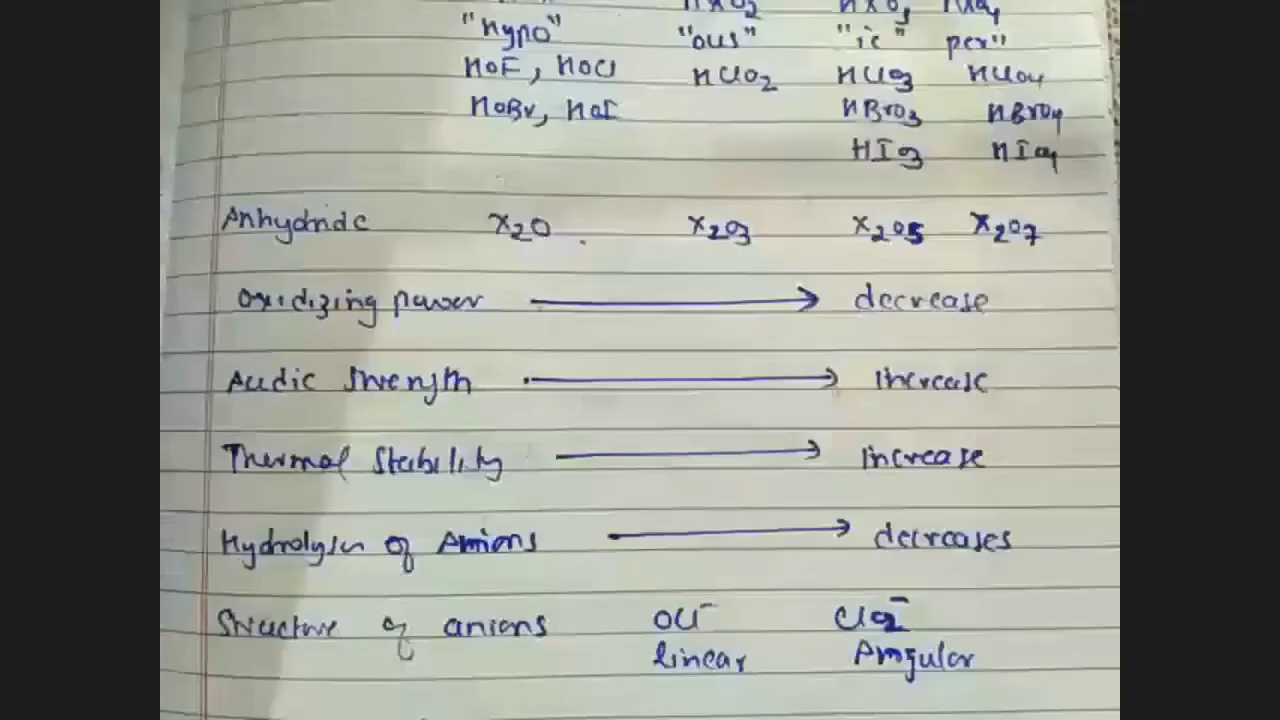 "hypo" "ous" "ic" per"
HOF, HOCl HClO2 HClO3 HClO4
HOBr, HOI HBrO3 HBrO4
HIO3 HIO4
Anhydride X2O X2O3 X2O5 X2O7
Oxidizing power → decrease
Acidic strength → increase
Thermal Stability → increase
Hydrolysis of Anions → decreases
Structure of anions OCl⁻ ClO2⁻
linear Angular